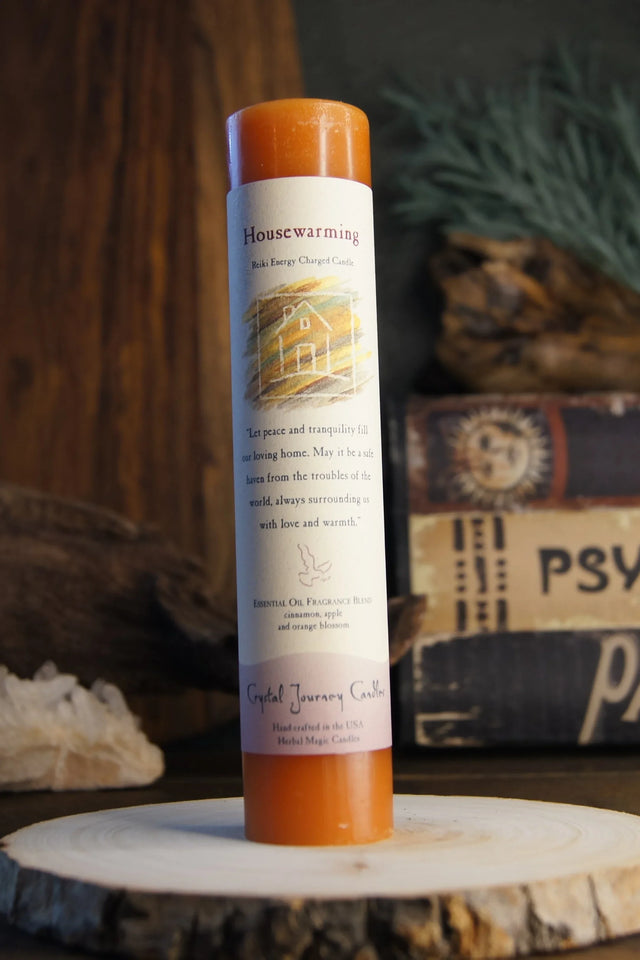 Housewarming
Reiki Energy Charged Candle
"Let peace and tranquility fill
our loving home. May it be a safe
haven from the troubles of the
world, always surrounding us
with love and warmth."
Essential Oil Fragrance Blend
cinnamon, apple
and orange blossom
Crystal Journey Candles
Hand crafted in the USA
Herbal Magic Candles
PSY
PA